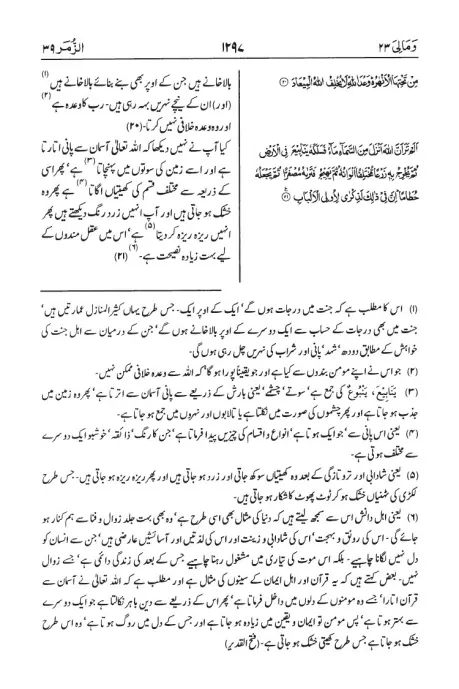 وَمَالِیَ ۲۳
۱۲۹۷
الزُّمَر ۳۹
مِنْ تَحْتِهَا الْاَنْهٰرُ وَعْدَ اللهِ لَا يُخْلِفُ اللهُ الْمِيْعَادَ ﴿۲۰﴾
اَلَمْ تَرَ اَنَّ اللهَ اَنْزَلَ مِنَ السَّمَآءِ مَآءً فَسَلَكَهٗ يَنَابِيْعَ فِى الْاَرْضِ
ثُمَّ يُخْرِجُ بِهٖ زَرْعًا مُّخْتَلِفًا اَلْوَانُهٗ ثُمَّ يَهِيْجُ فَتَرٰىهُ مُصْفَرًّا ثُمَّ يَجْعَلُهٗ
حُطَامًا اِنَّ فِىْ ذٰلِكَ لَذِكْرٰى لِاُولِى الْاَلْبَابِ ﴿۲۱﴾
بالاخانے ہیں جن کے اوپر بھی بنے بنائے بالاخانے ہیں (۱)
(اور) ان کے نیچے نہریں بہہ رہی ہیں۔ رب کا وعدہ ہے (۲)
اور وہ وعدہ خلافی نہیں کرتا۔ (۲۰)
کیا آپ نے نہیں دیکھا کہ اللہ تعالیٰ آسمان سے پانی اتارتا
ہے اور اسے زمین کی سوتوں میں پہنچاتا (۳) ہے، پھر اسی
کے ذریعہ سے مختلف قسم کی کھیتیاں اگاتا (۴) ہے پھر وہ
خشک ہو جاتی ہیں اور آپ انہیں زرد رنگ دیکھتے ہیں پھر
انہیں ریزہ ریزہ کر دیتا (۵) ہے، اس میں عقل مندوں کے
لیے بہت زیادہ نصیحت ہے۔ (۶) (۲۱)
(۱) اس کا مطلب ہے کہ جنت میں درجات ہوں گے، ایک کے اوپر ایک۔ جس طرح یہاں کثیر المنازل عمارتیں ہیں،
جنت میں بھی درجات کے حساب سے ایک دوسرے کے اوپر بالاخانے ہوں گے، جن کے درمیان سے اہل جنت کی
خواہش کے مطابق دودھ، شہد، پانی اور شراب کی نہریں چل رہی ہوں گی۔
(۲) جو اس نے اپنے مومن بندوں سے کیا ہے اور جو یقیناً پورا ہو گا، کہ اللہ سے وعدہ خلافی ممکن نہیں۔
(۳) یَنَابِیعَ، یَنْبُوعٌ کی جمع ہے، سوتے، چشمے، یعنی بارش کے ذریعے سے پانی آسمان سے اترتا ہے، پھر وہ زمین میں
جذب ہو جاتا ہے اور پھر چشموں کی صورت میں نکلتا ہے یا تالابوں اور نہروں میں جمع ہو جاتا ہے۔
(۴) یعنی اس پانی سے، جو ایک ہوتا ہے، انواع و اقسام کی چیزیں پیدا فرماتا ہے، جن کا رنگ، ذائقہ، خوشبو ایک دوسرے
سے مختلف ہوتی ہے۔
(۵) یعنی شادابی اور تروتازگی کے بعد وہ کھیتیاں سوکھ جاتی اور زرد ہو جاتی ہیں اور پھر ریزہ ریزہ ہو جاتی ہیں۔ جس طرح
لکڑی کی ٹہنیاں خشک ہو کر ٹوٹ پھوٹ کا شکار ہو جاتی ہیں۔
(۶) یعنی اہل دانش اس سے سمجھ لیتے ہیں کہ دنیا کی مثال بھی اسی طرح ہے، وہ بھی بہت جلد زوال و فنا سے ہم کنار ہو
جائے گی۔ اس کی رونق و بہجت، اس کی شادابی و زینت اور اس کی لذتیں اور آسائشیں عارضی ہیں، جن سے انسان کو
دل نہیں لگانا چاہیے۔ بلکہ اس موت کی تیاری میں مشغول رہنا چاہیے جس کے بعد کی زندگی دائمی ہے، جسے زوال
نہیں۔ بعض کہتے ہیں کہ یہ قرآن اور اہل ایمان کے سینوں کی مثال ہے اور مطلب ہے کہ اللہ تعالیٰ نے آسمان سے
قرآن اتارا، جسے وہ مومنوں کے دلوں میں داخل فرماتا ہے، پھر اس کے ذریعے سے دین باہر نکالتا ہے جو ایک دوسرے
سے بہتر ہوتا ہے، پس مومن تو ایمان و یقین میں زیادہ ہو جاتا ہے اور جس کے دل میں روگ ہوتا ہے، وہ اس طرح
خشک ہو جاتا ہے جس طرح کھیتی خشک ہو جاتی ہے۔ (فتح القدیر)